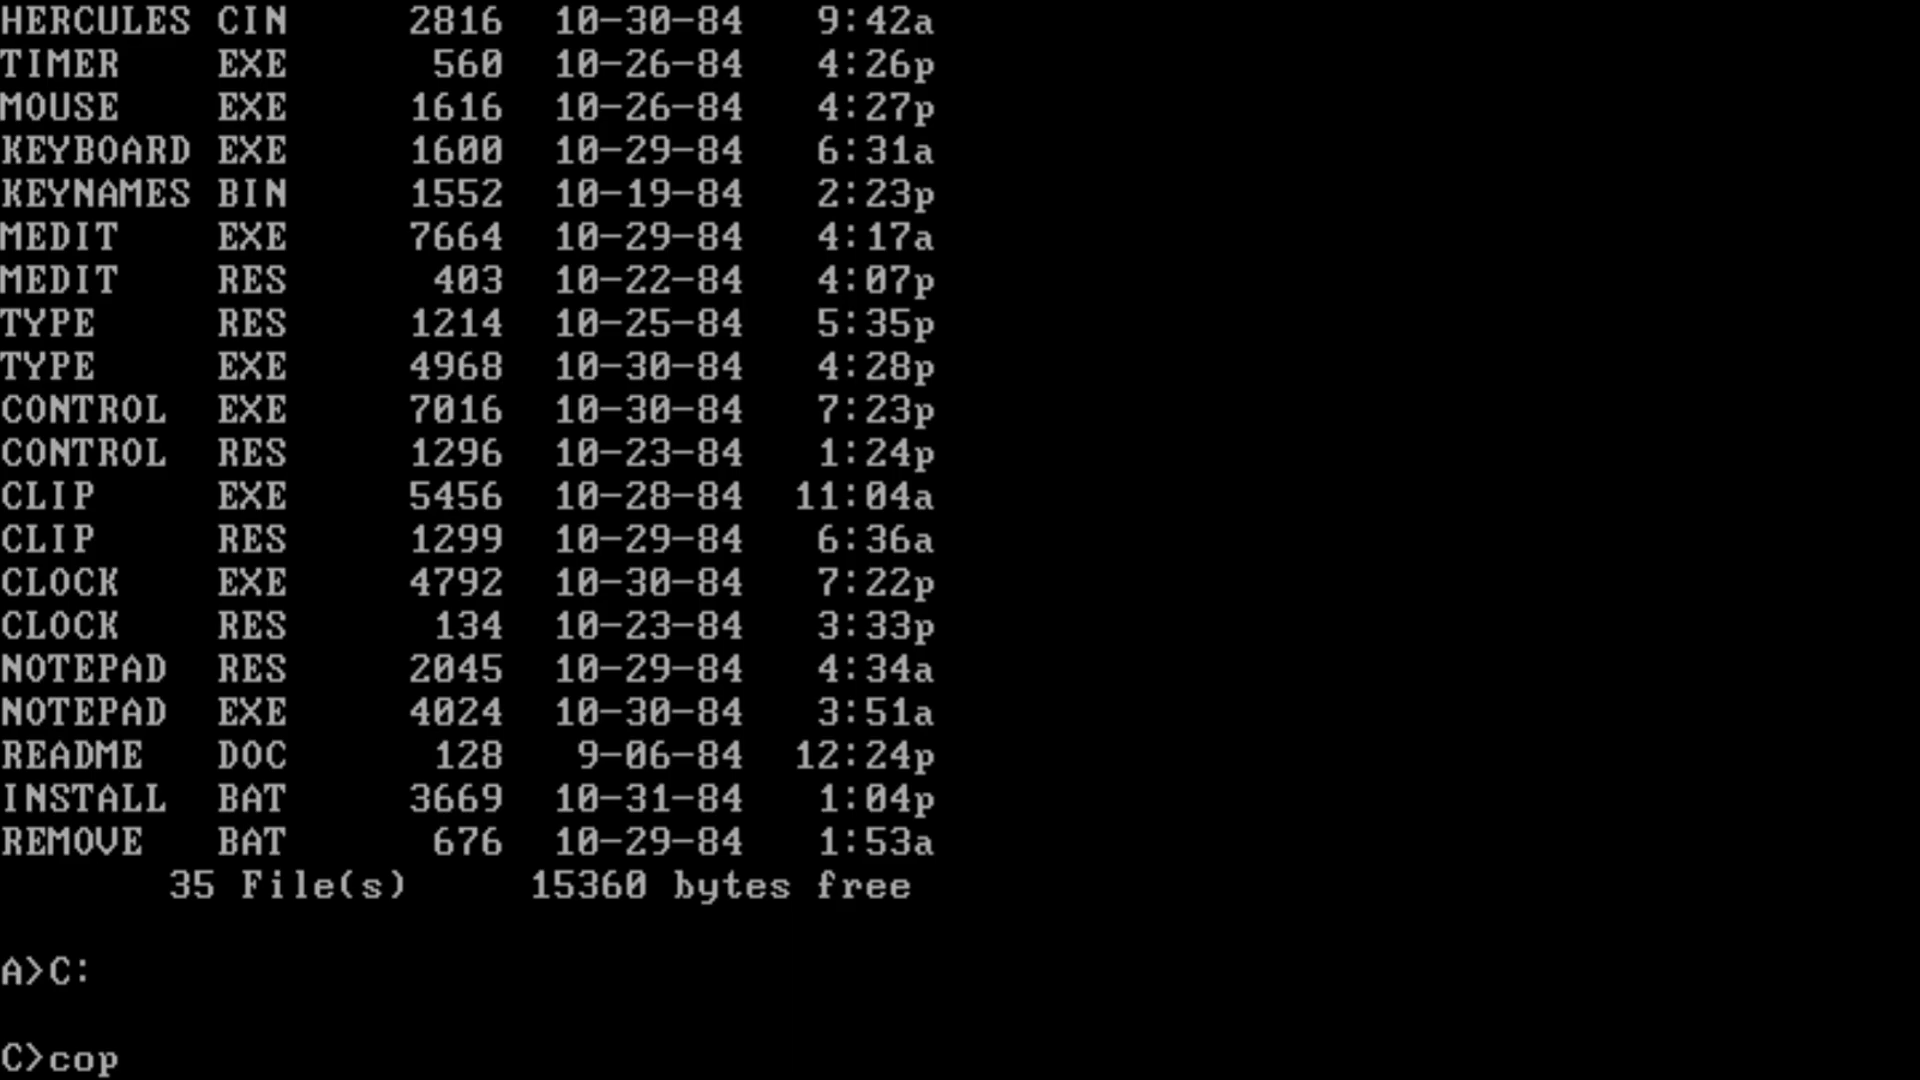 HERCULES CIN 2816 10-30-84 9:42a
TIMER EXE 560 10-26-84 4:26p
MOUSE EXE 1616 10-26-84 4:27p
KEYBOARD EXE 1600 10-29-84 6:31a
KEYNAMES BIN 1552 10-19-84 2:23p
MEDIT EXE 7664 10-29-84 4:17a
MEDIT RES 403 10-22-84 4:07p
TYPE RES 1214 10-25-84 5:35p
TYPE EXE 4968 10-30-84 4:28p
CONTROL EXE 7016 10-30-84 7:23p
CONTROL RES 1296 10-23-84 1:24p
CLIP EXE 5456 10-28-84 11:04a
CLIP RES 1299 10-29-84 6:36a
CLOCK EXE 4792 10-30-84 7:22p
CLOCK RES 134 10-23-84 3:33p
NOTEPAD RES 2045 10-29-84 4:34a
NOTEPAD EXE 4024 10-30-84 3:51a
README DOC 128 9-06-84 12:24p
INSTALL BAT 3669 10-31-84 1:04p
REMOVE BAT 676 10-29-84 1:53a
35 File(s) 15360 bytes free
A>C:
C>cop